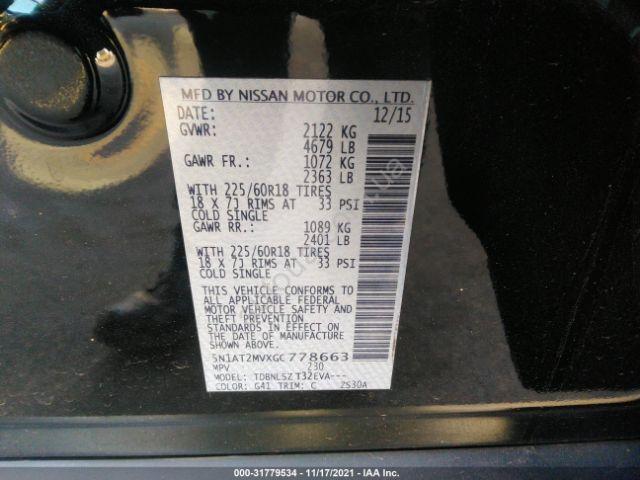 MFD BY NISSAN MOTOR CO., LTD.
DATE: 12/15
GVWR: 2122 KG
4679 LB
GAWR FR.: 1072 KG
2363 LB
WITH 225/60R18 TIRES
18 X 7J RIMS AT 33 PSI
COLD SINGLE
GAWR RR.: 1089 KG
2401 LB
WITH 225/60R18 TIRES
18 X 7J RIMS AT 33 PSI
COLD SINGLE
THIS VEHICLE CONFORMS TO
ALL APPLICABLE FEDERAL
MOTOR VEHICLE SAFETY AND
THEFT PREVENTION
STANDARDS IN EFFECT ON
THE DATE OF MANUFACTURE
SHOWN ABOVE.
5N1AT2MVXGC778663
MPV 230
MODEL: TDBNLSZ T32EVA---
COLOR: G41 TRIM: C ZS30A
000-31779534 - 11/17/2021 - IAA Inc.